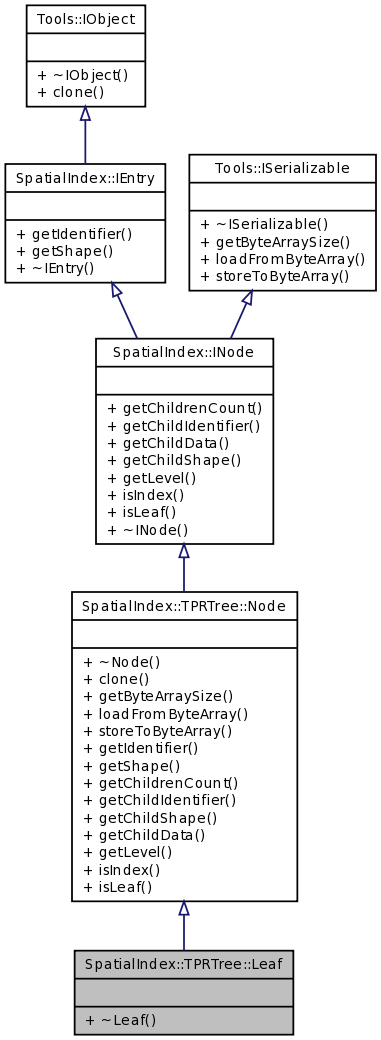 Tools::IObject
+ ~IObject()
+ clone()
SpatialIndex::IEntry
+ getIdentifier()
+ getShape()
+ ~IEntry()
Tools::ISerializable
+ ~ISerializable()
+ getByteArraySize()
+ loadFromByteArray()
+ storeToByteArray()
SpatialIndex::INode
+ getChildrenCount()
+ getChildIdentifier()
+ getChildData()
+ getChildShape()
+ getLevel()
+ isIndex()
+ isLeaf()
+ ~INode()
SpatialIndex::TPRTree::Node
+ ~Node()
+ clone()
+ getByteArraySize()
+ loadFromByteArray()
+ storeToByteArray()
+ getIdentifier()
+ getShape()
+ getChildrenCount()
+ getChildIdentifier()
+ getChildShape()
+ getChildData()
+ getLevel()
+ isIndex()
+ isLeaf()
SpatialIndex::TPRTree::Leaf
+ ~Leaf()